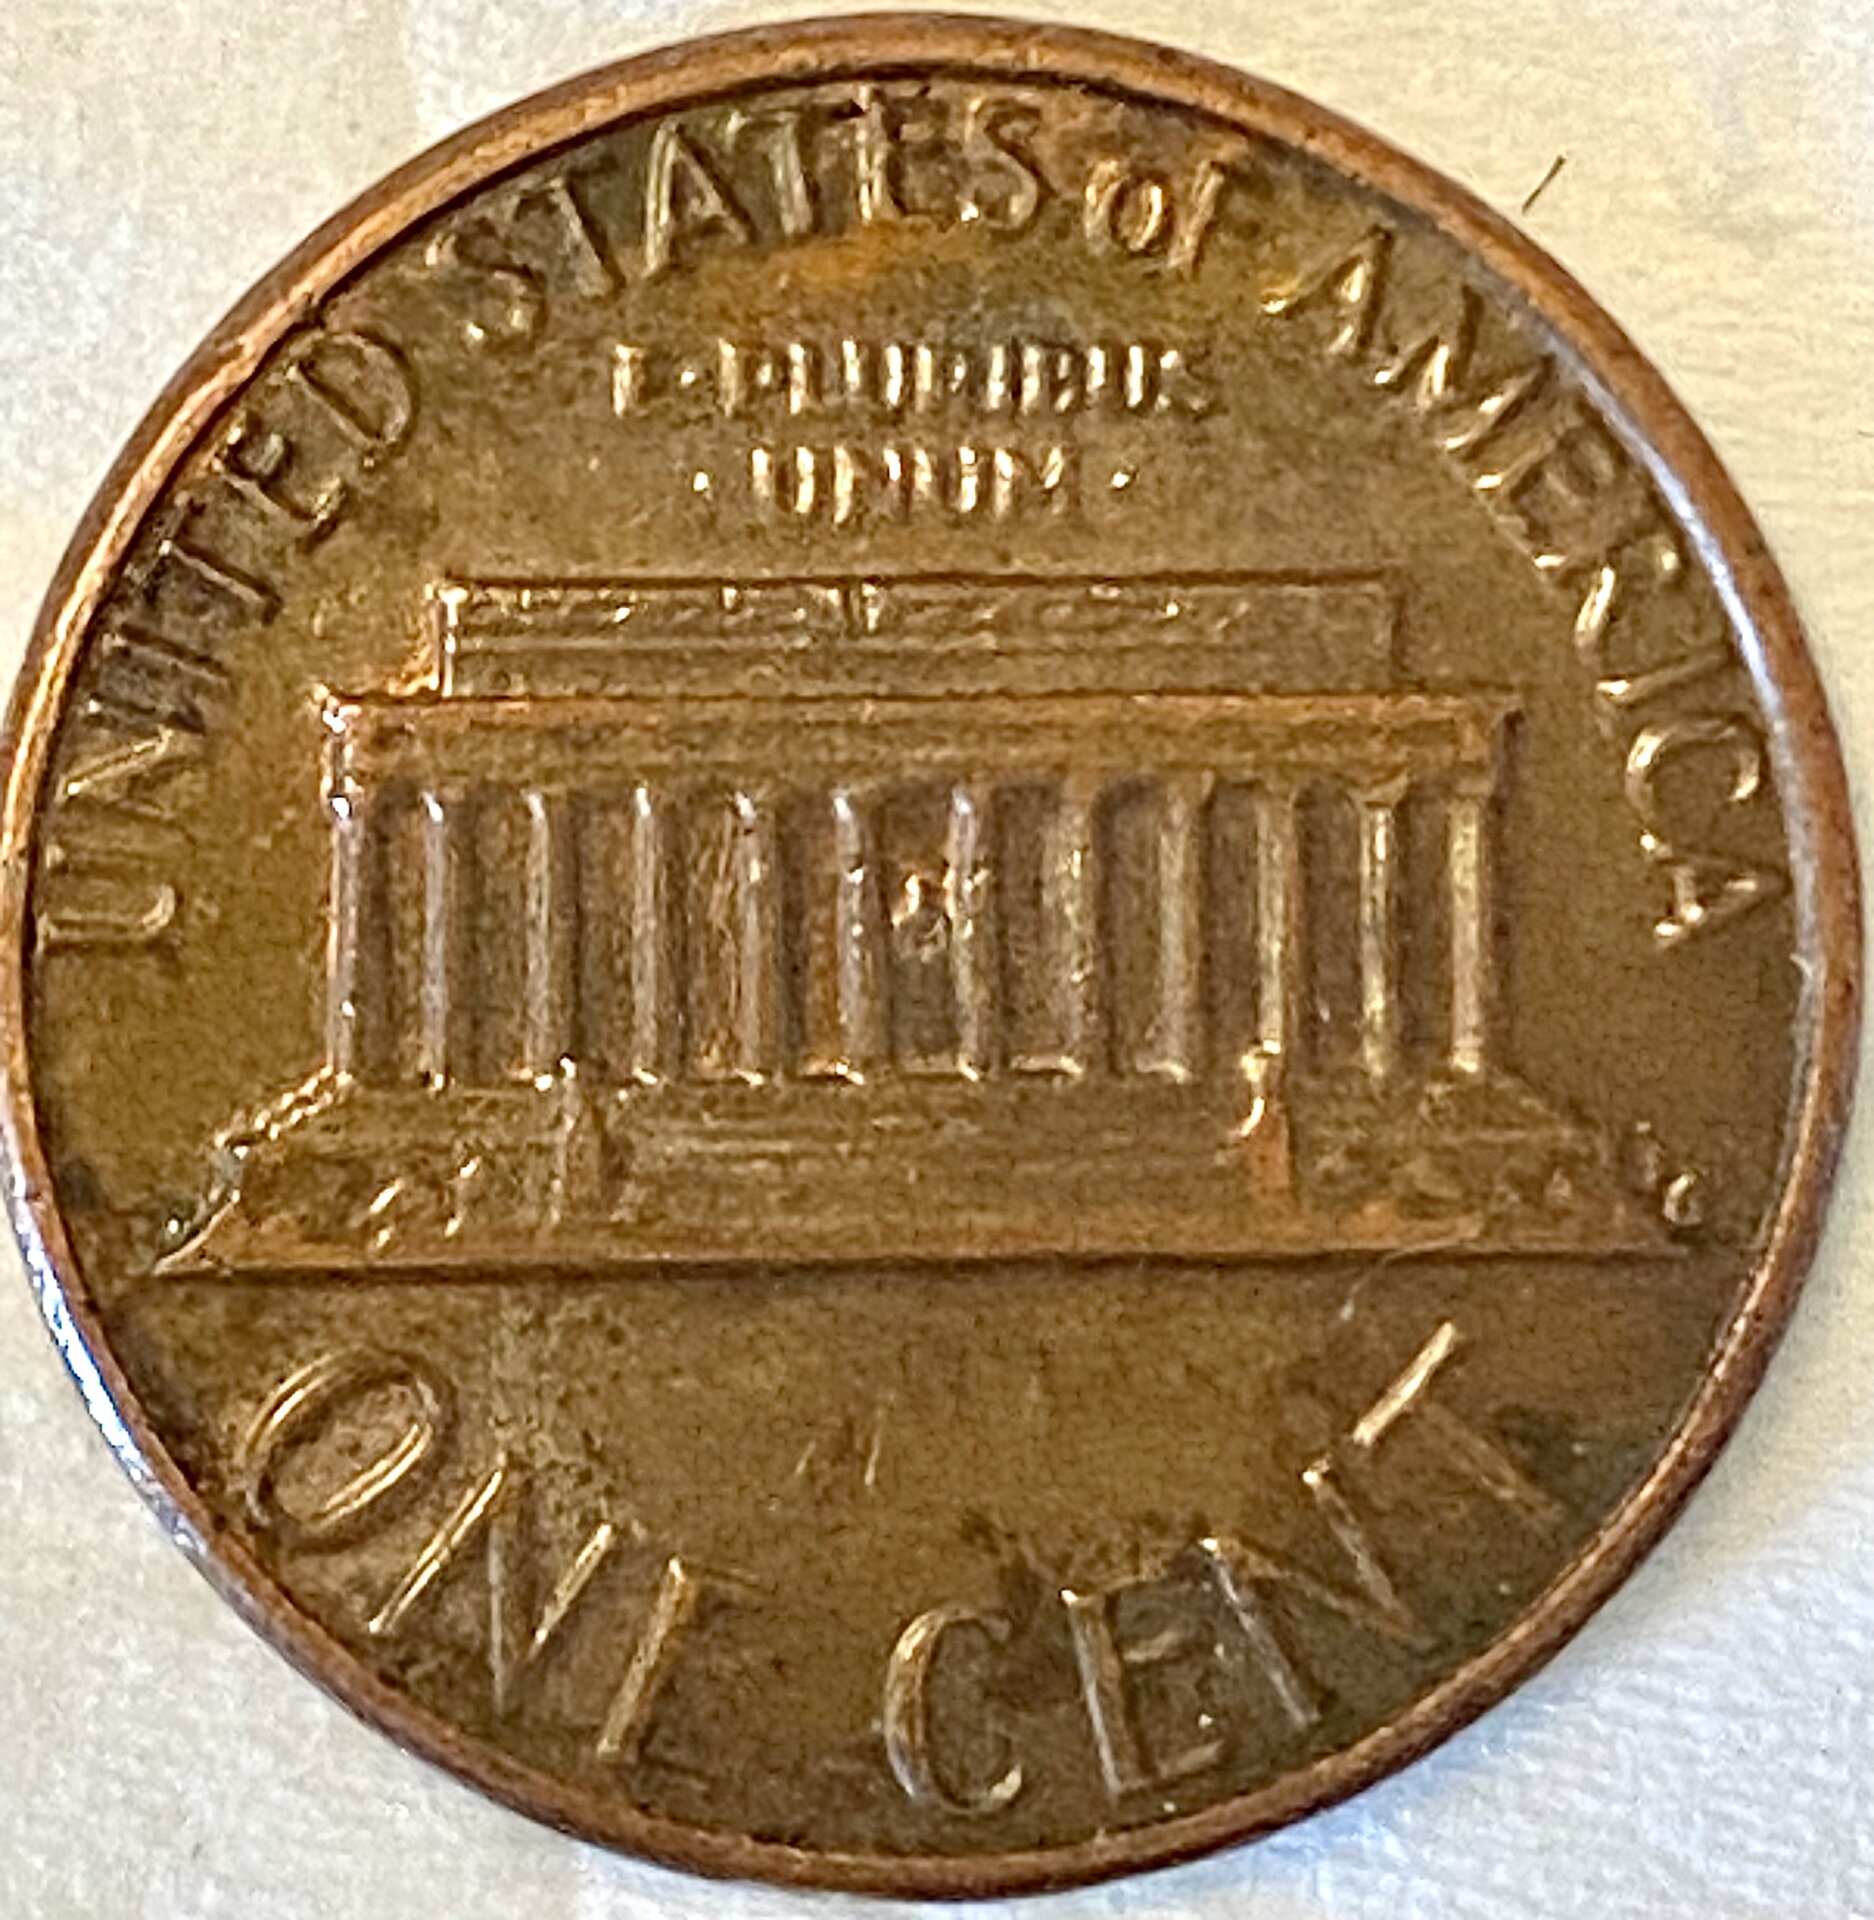 UNITED STATES of AMERICA
E·PLURIBUS
·UNUM·
ONE CENT